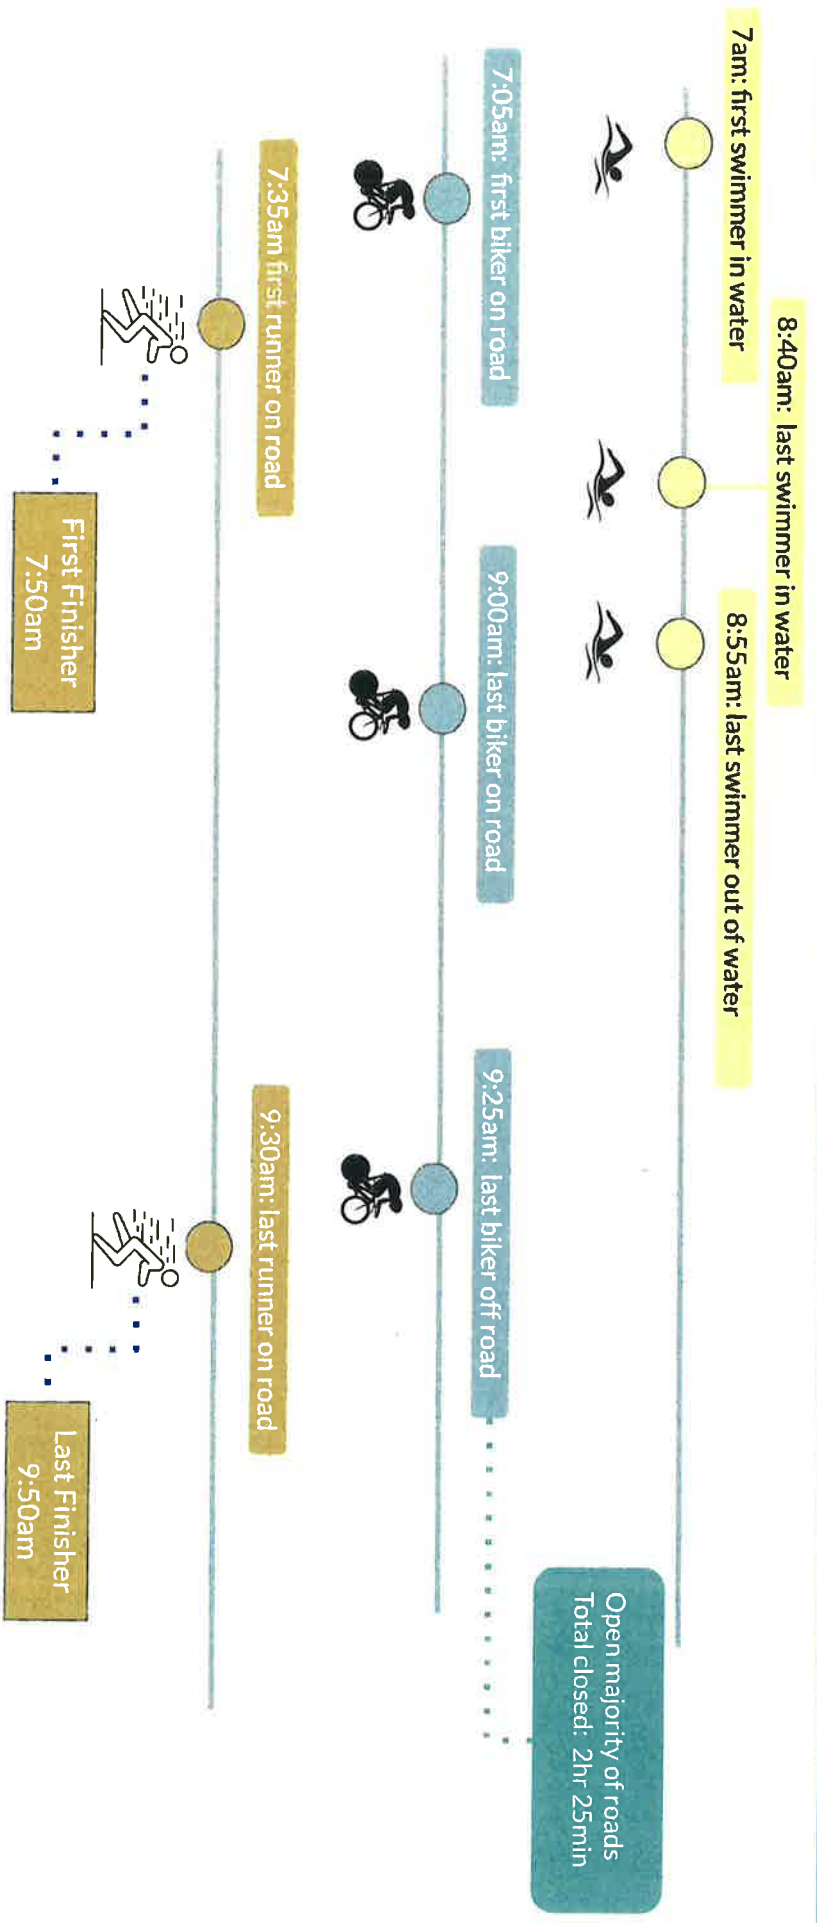 7am: first swimmer in water
8:40am: last swimmer in water
8:55am: last swimmer out of water
7:05am: first biker on road
9:00am: last biker on road
9:25am: last biker off road
Open majority of roads
Total closed: 2hr 25min
7:35am first runner on road
9:30am: last runner on road
First Finisher
7:50am
Last Finisher
9:50am